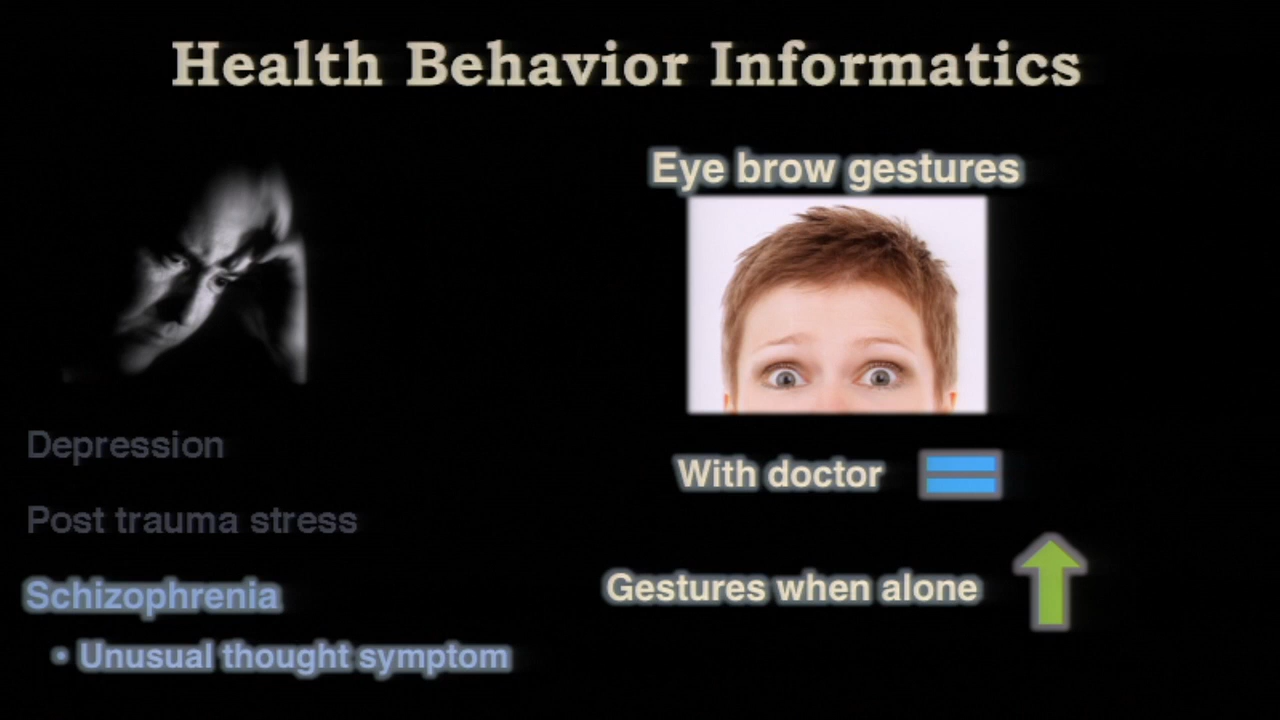 Health Behavior Informatics
Eye brow gestures
Depression
With doctor
Post trauma stress
Gestures when alone
Schizophrenia
• Unusual thought symptom